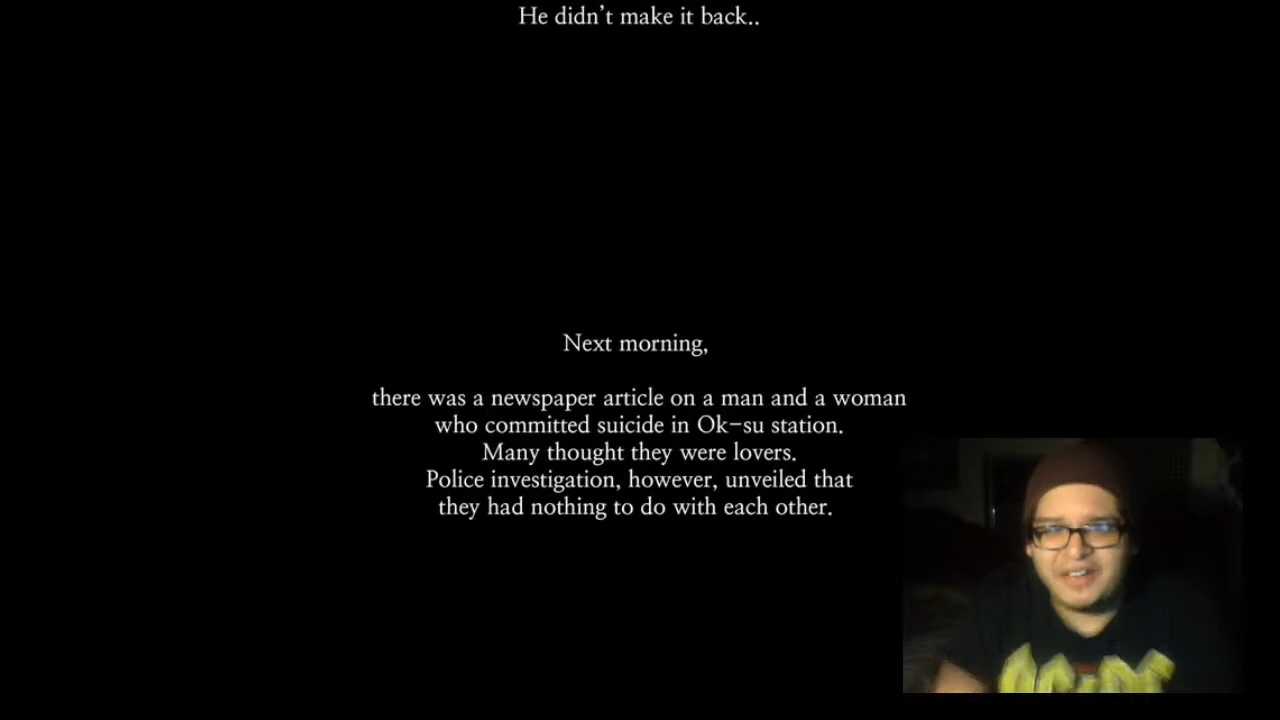 He didn't make it back..
Next morning,
there was a newspaper article on a man and a woman
who committed suicide in Ok-su station.
Many thought they were lovers.
Police investigation, however, unveiled that
they had nothing to do with each other.